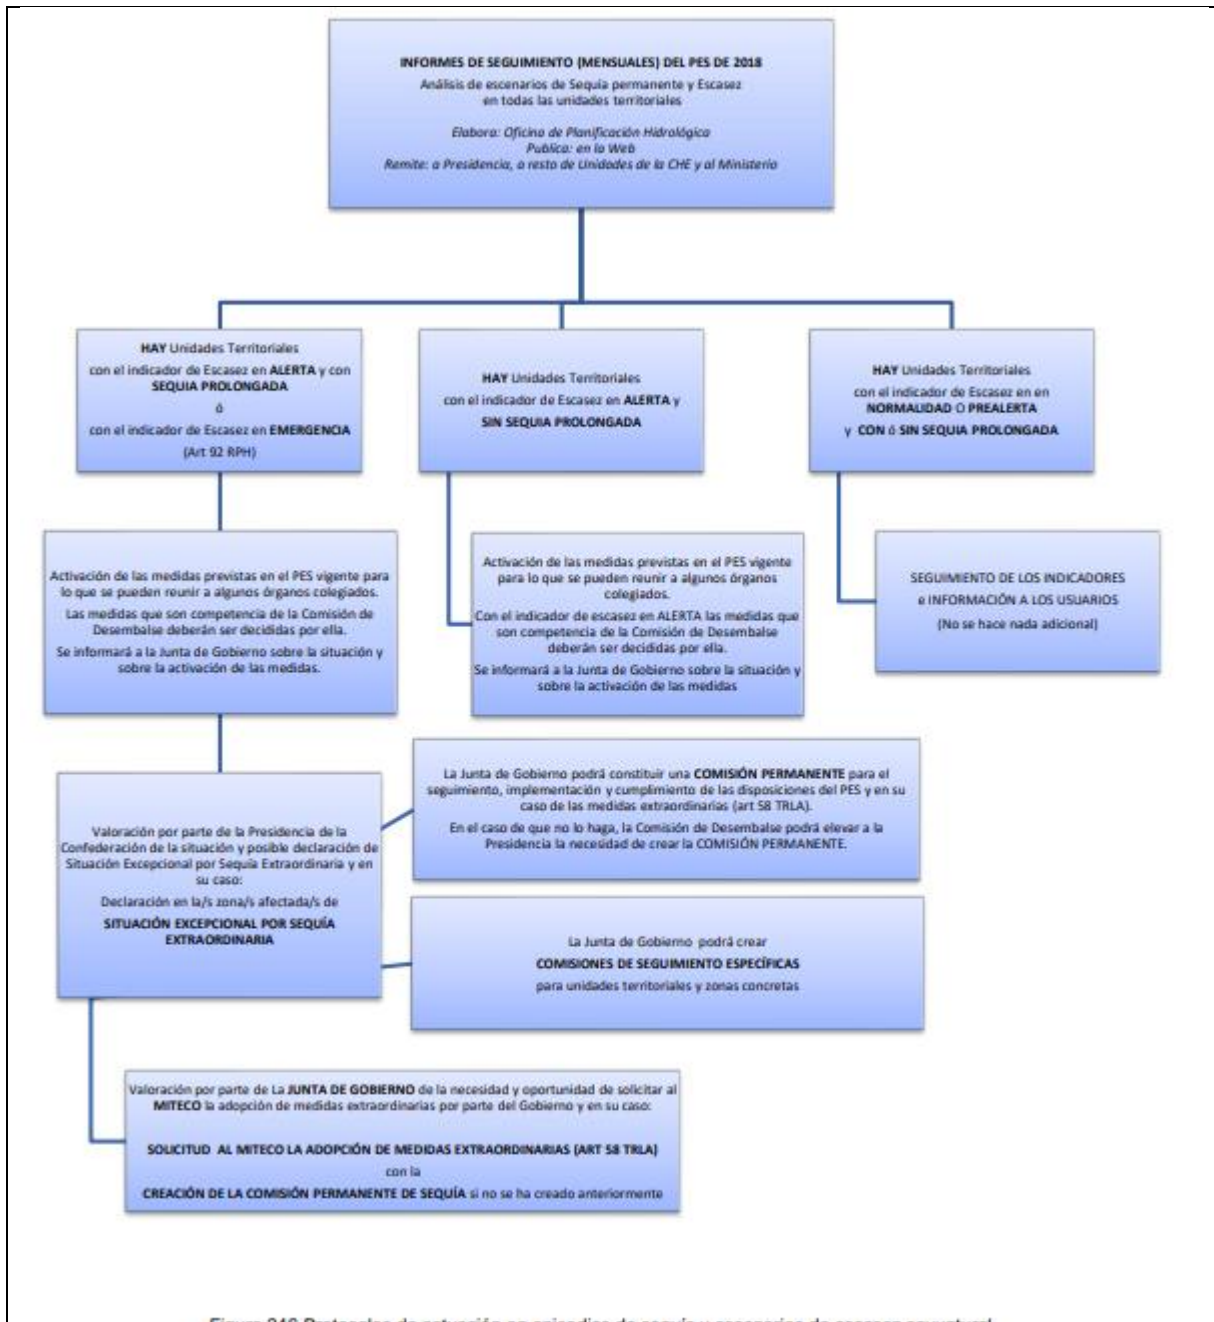 INFORMES DE SEGUIMIENTO (MENSUALES) DEL PES DE 2018
Análisis de escenarios de Sequía permanente y Escasez
en todas las unidades territoriales
Elabora: Oficina de Planificación Hidrológica
Publica: en la Web
Remite: a Presidencia, a resto de Unidades de la CHE y al Ministerio
HAY Unidades Territoriales
con el indicador de Escasez en ALERTA y con
SEQUIA PROLONGADA
ó
con el indicador de Escasez en EMERGENCIA
(Art 92 RPH)
HAY Unidades Territoriales
con el indicador de Escasez en ALERTA y
SIN SEQUIA PROLONGADA
HAY Unidades Territoriales
con el indicador de Escasez en en
NORMALIDAD O PREALERTA
y CON ó SIN SEQUIA PROLONGADA
Activación de las medidas previstas en el PES vigente para
lo que se pueden reunir a algunos órganos colegiados.
Las medidas que son competencia de la Comisión de
Desembalse deberán ser decididas por ella.
Se informará a la Junta de Gobierno sobre la situación y
sobre la activación de las medidas.
Activación de las medidas previstas en el PES vigente
para lo que se pueden reunir a algunos órganos
colegiados.
Con el indicador de escasez en ALERTA las medidas que
son competencia de la Comisión de Desembalse
deberán ser decididas por ella.
Se informará a la Junta de Gobierno sobre la situación y
sobre la activación de las medidas
SEGUIMIENTO DE LOS INDICADORES
e INFORMACIÓN A LOS USUARIOS
(No se hace nada adicional)
Valoración por parte de la Presidencia de la
Confederación de la situación y posible declaración de
Situación Excepcional por Sequía Extraordinaria y en
su caso:
Declaración en la/s zona/s afectada/s de
SITUACIÓN EXCEPCIONAL POR SEQUÍA
EXTRAORDINARIA
La Junta de Gobierno podrá constituir una COMISIÓN PERMANENTE para el
seguimiento, implementación y cumplimiento de las disposiciones del PES y en su
caso de las medidas extraordinarias (art 58 TRLA).
En el caso de que no lo haga, la Comisión de Desembalse podrá elevar a la
Presidencia la necesidad de crear la COMISIÓN PERMANENTE.
La Junta de Gobierno podrá crear
COMISIONES DE SEGUIMIENTO ESPECÍFICAS
para unidades territoriales y zonas concretas
Valoración por parte de La JUNTA DE GOBIERNO de la necesidad y oportunidad de solicitar al
MITECO la adopción de medidas extraordinarias por parte del Gobierno y en su caso:
SOLICITUD AL MITECO LA ADOPCIÓN DE MEDIDAS EXTRAORDINARIAS (ART 58 TRLA)
con la
CREACIÓN DE LA COMISIÓN PERMANENTE DE SEQUÍA si no se ha creado anteriormente